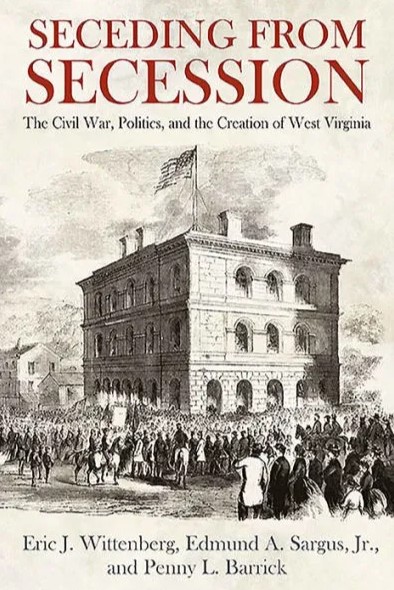 SECEDING FROM
SECESSION
The Civil War, Politics, and the Creation of West Virginia
Eric J. Wittenberg, Edmund A. Sargus, Jr.,
and Penny L. Barrick